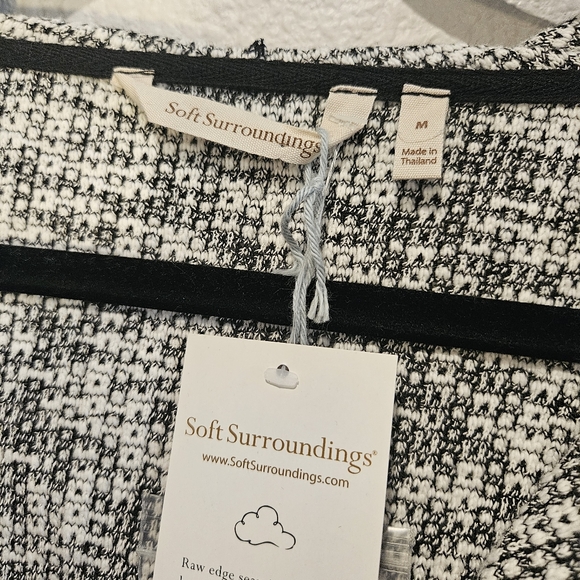 Soft Surroundings
M
Made in
Thailand
Soft Surroundings®
www.SoftSurroundings.com
Raw edge